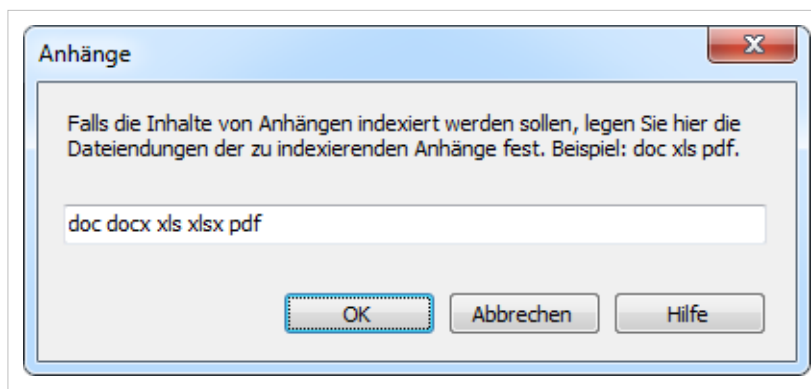 Anhänge
Falls die Inhalte von Anhängen indexiert werden sollen, legen Sie hier die
Dateiendungen der zu indexierenden Anhänge fest. Beispiel: doc xls pdf.
doc docx xls xlsx pdf
OK Abbrechen Hilfe